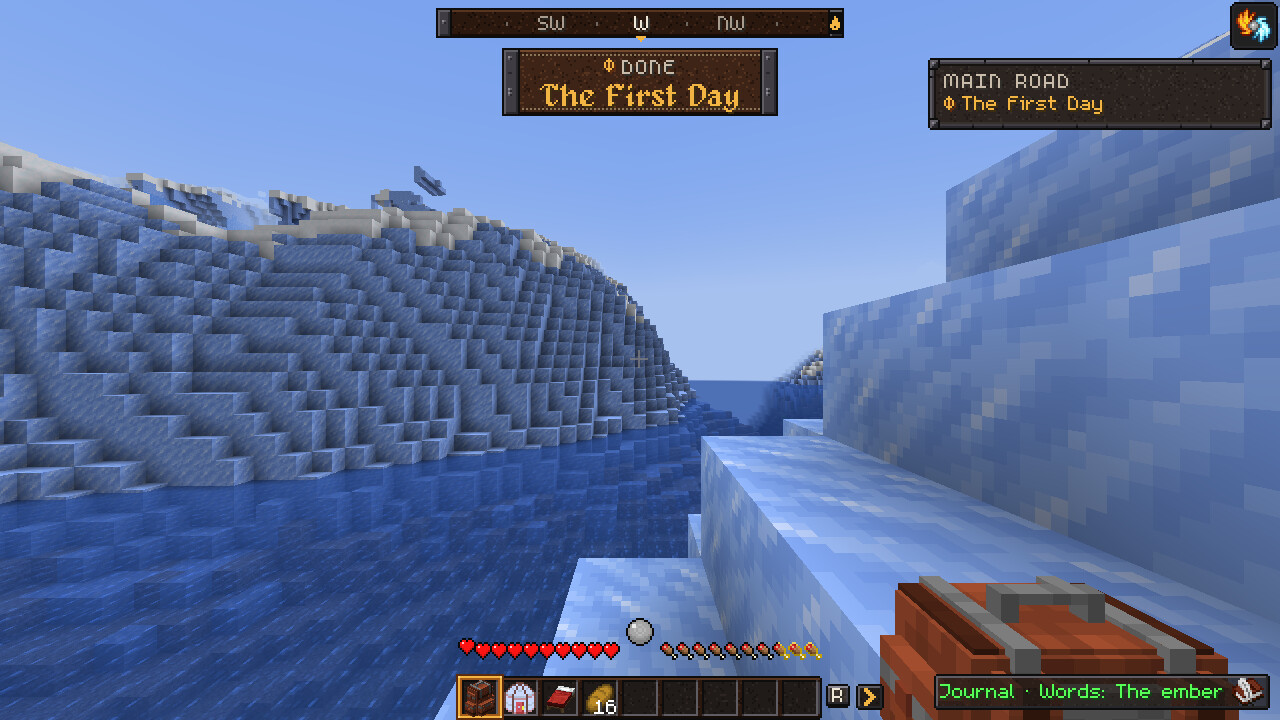 SW W NW
DONE
The First Day
MAIN ROAD
The First Day
16
R
Journal · Words: The ember